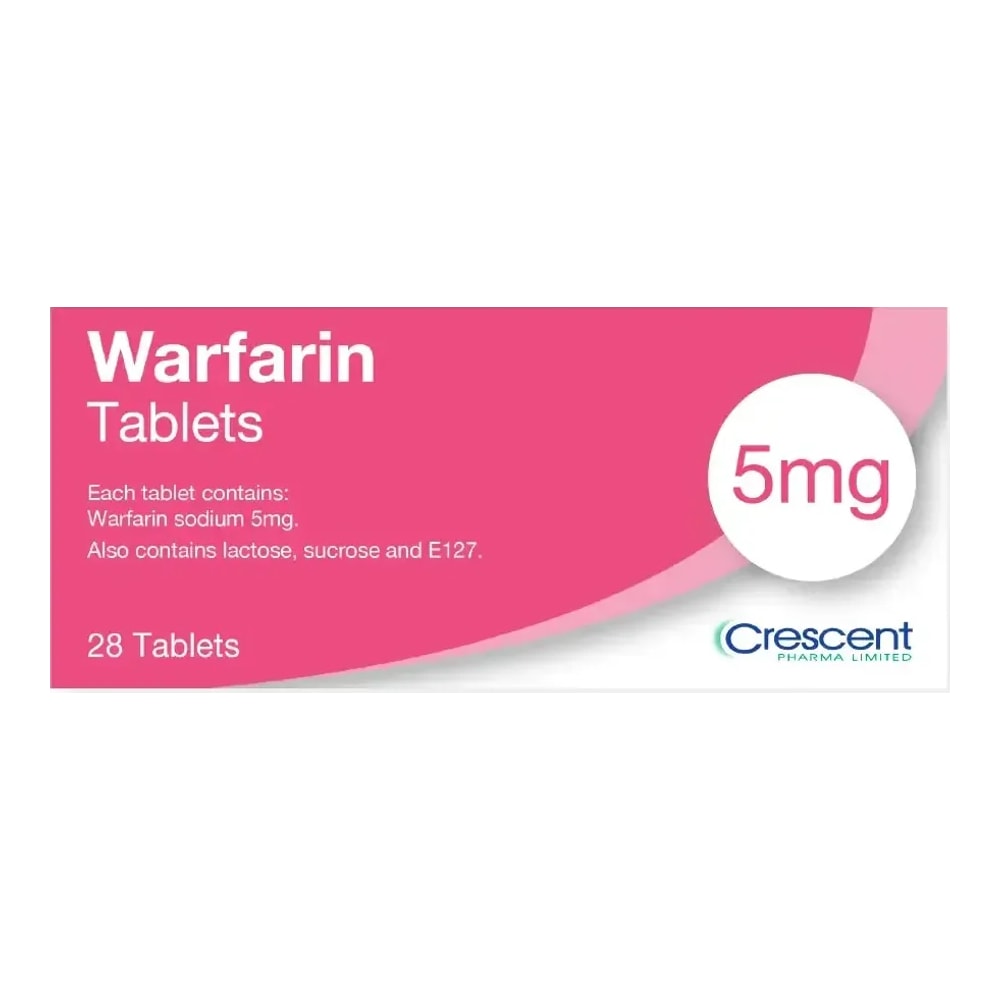 Warfarin
Tablets
Each tablet contains:
Warfarin sodium 5mg.
Also contains lactose, sucrose and E127.
28 Tablets
5mg
Crescent
PHARMA LIMITED